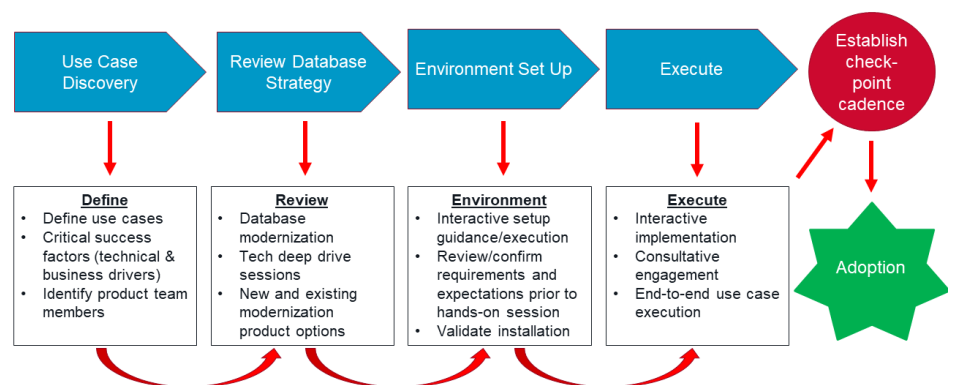 Use Case
Discovery
Review Database
Strategy
Environment Set Up
Execute
Establish
check-
point
cadence
Define
• Define use cases
• Critical success
factors (technical &
business drivers)
• Identify product team
members
Review
• Database
modernization
• Tech deep drive
sessions
• New and existing
modernization
product options
Environment
• Interactive setup
guidance/execution
• Review/confirm
requirements and
expectations prior to
hands-on session
• Validate installation
Execute
• Interactive
implementation
• Consultative
engagement
• End-to-end use case
execution
Adoption